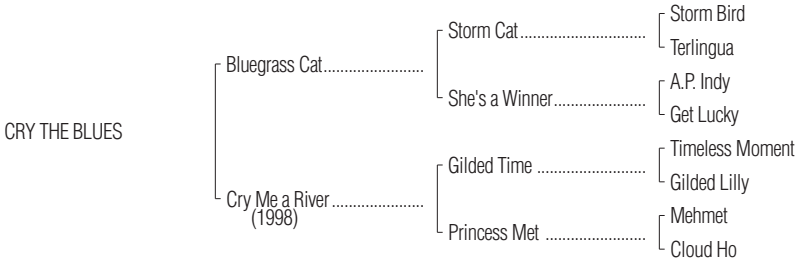 Storm Bird
Storm Cat..............................
Terlingua
Bluegrass Cat........................
A.P. Indy
She's a Winner......................
Get Lucky
CRY THE BLUES
Timeless Moment
Gilded Time ..........................
Gilded Lilly
Cry Me a River......................
(1998)
Mehmet
Princess Met ........................
Cloud Ho